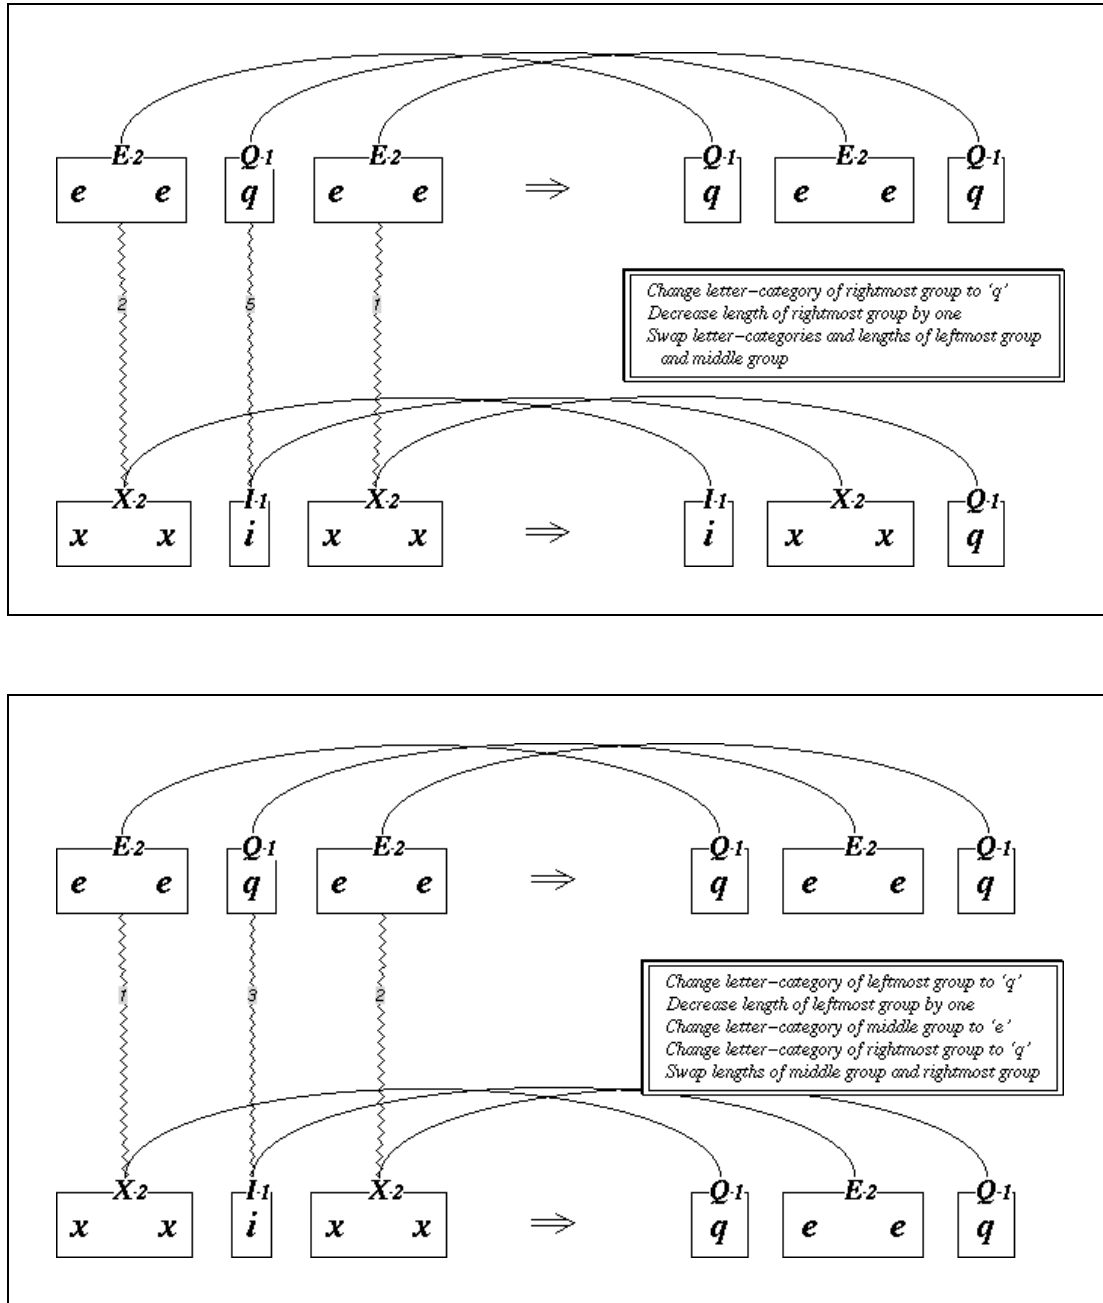 E-2 Q-1 E-2 Q-1 E-2 Q-1
e e q e e ⇒ q e e q
2 5 1
Change letter-category of rightmost group to ‘q’
Decrease length of rightmost group by one
Swap letter-categories and lengths of leftmost group
and middle group
X-2 I-1 X-2 I-1 X-2 Q-1
x x i x x ⇒ i x x q
E-2 Q-1 E-2 Q-1 E-2 Q-1
e e q e e ⇒ q e e q
1 3 2
Change letter-category of leftmost group to ‘q’
Decrease length of leftmost group by one
Change letter-category of middle group to ‘e’
Change letter-category of rightmost group to ‘q’
Swap lengths of middle group and rightmost group
X-2 I-1 X-2 Q-1 E-2 Q-1
x x i x x ⇒ q e e q